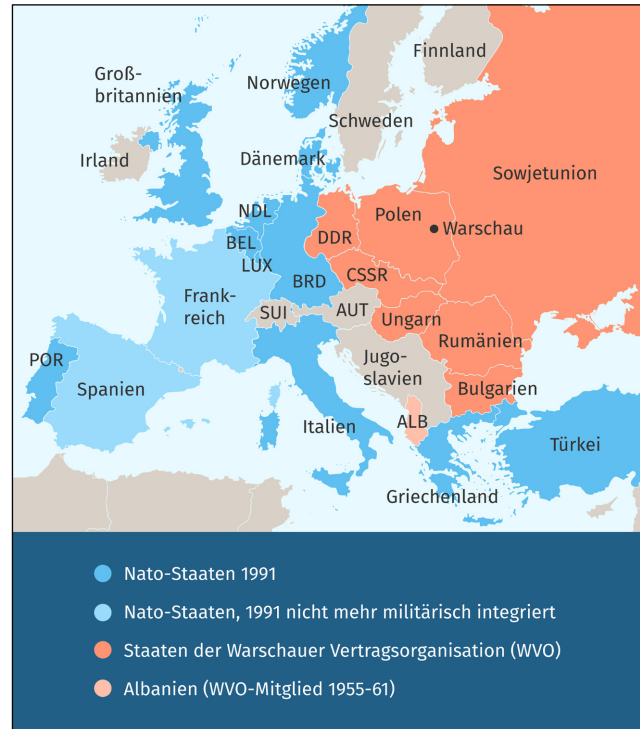 Finnland
Groß-
britannien
Norwegen
Schweden
Irland
Dänemark
Sowjetunion
NDL
Polen
Warschau
BEL
DDR
LUX
BRD
CSSR
Frank-
reich
SUI
AUT
Ungarn
Rumänien
Jugo-
slavien
POR
Spanien
Bulgarien
ALB
Italien
Türkei
Griechenland
Nato-Staaten 1991
Nato-Staaten, 1991 nicht mehr militärisch integriert
Staaten der Warschauer Vertragsorganisation (WVO)
Albanien (WVO-Mitglied 1955-61)